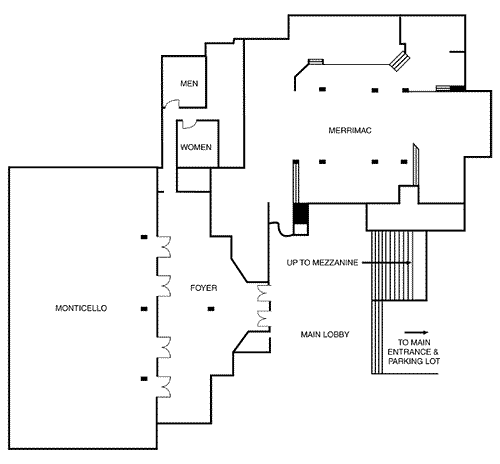 MEN
WOMEN
MERRIMAC
UP TO MEZZANINE
FOYER
MONTICELLO
MAIN LOBBY
TO MAIN
ENTRANCE &
PARKING LOT